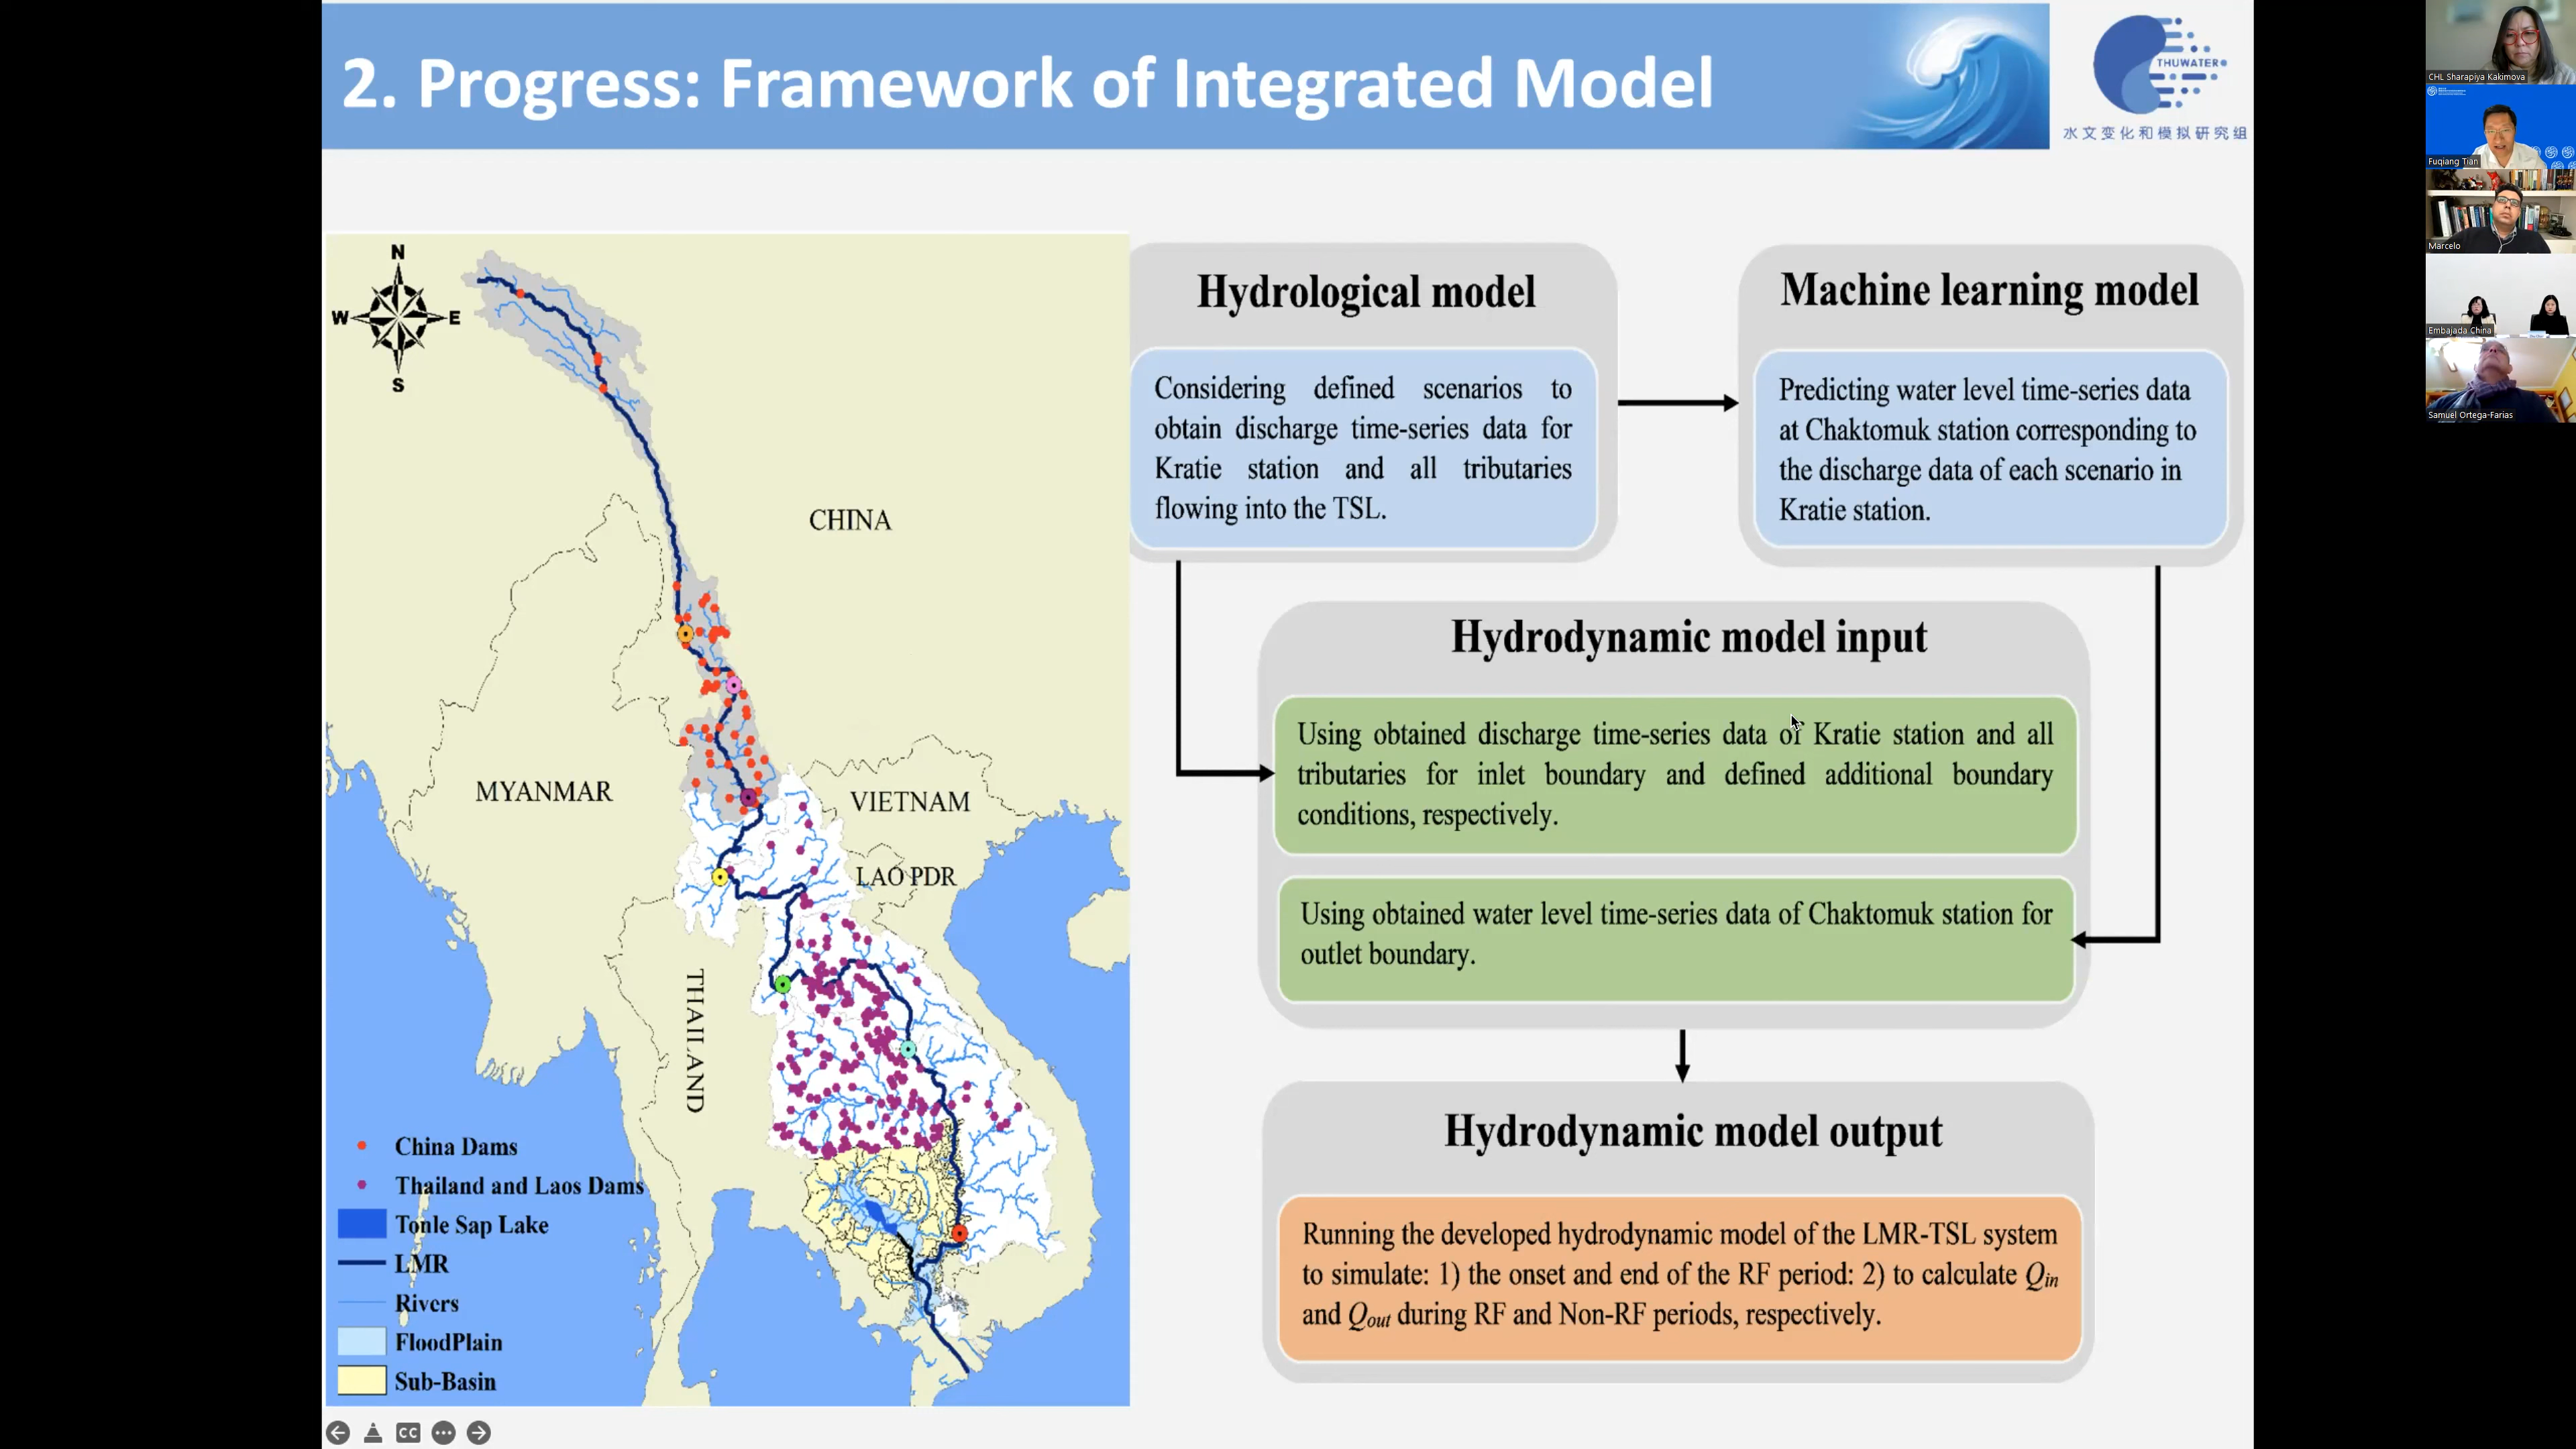 2. Progress: Framework of Integrated Model
THUWATER
水文变化和模拟研究组
N
W
E
S
CHINA
MYANMAR
VIETNAM
LAO PDR
THAILAND
China Dams
Thailand and Laos Dams
Tonle Sap Lake
LMR
Rivers
FloodPlain
Sub-Basin
Hydrological model
Considering defined scenarios to
obtain discharge time-series data for
Kratie station and all tributaries
flowing into the TSL.
Machine learning model
Predicting water level time-series data
at Chaktomuk station corresponding to
the discharge data of each scenario in
Kratie station.
Hydrodynamic model input
Using obtained discharge time-series data of Kratie station and all
tributaries for inlet boundary and defined additional boundary
conditions, respectively.
Using obtained water level time-series data of Chaktomuk station for
outlet boundary.
Hydrodynamic model output
Running the developed hydrodynamic model of the LMR-TSL system
to simulate: 1) the onset and end of the RF period: 2) to calculate Qin
and Qout during RF and Non-RF periods, respectively.
CC
CHL Sharapiya Kakimova
Fuqiang Tian
Marcelo
Embajada China
Samuel Ortega-Farias